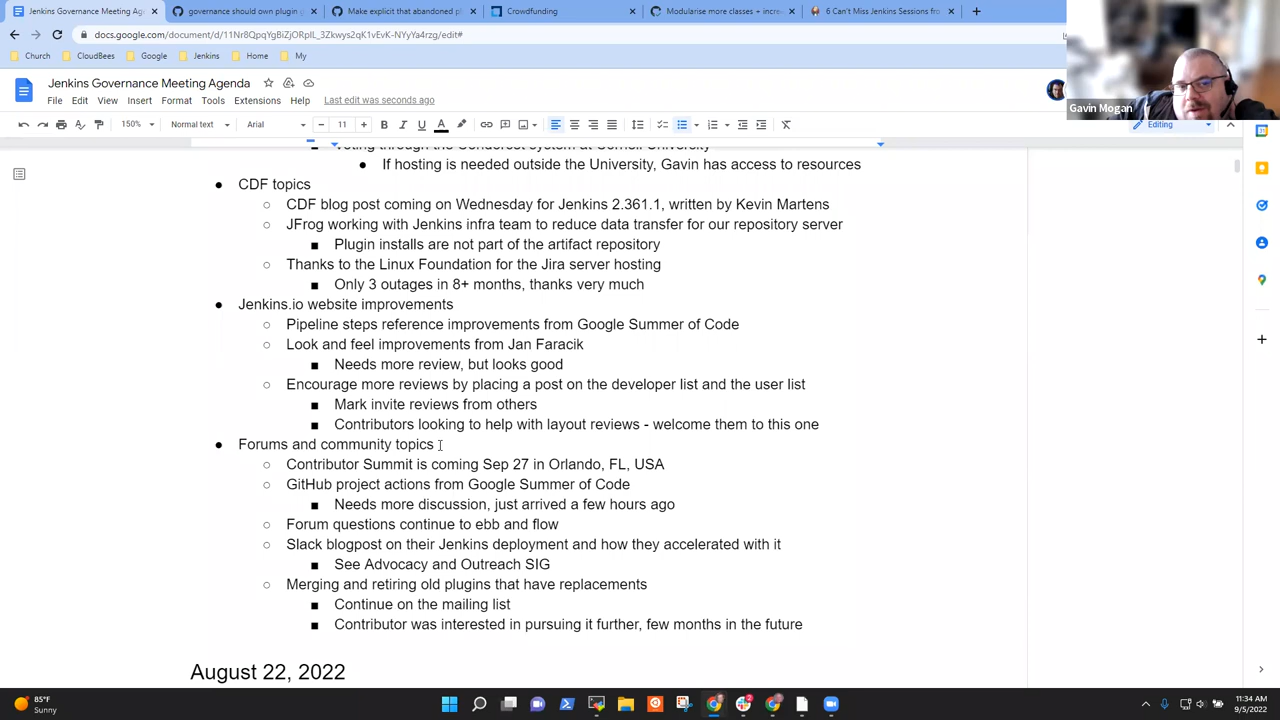 Jenkins Governance Meeting Age
governance should own plugin g
Make explicit that abandoned pl
Crowdfunding
Modularise more classes + incre
6 Can't Miss Jenkins Sessions fro
docs.google.com/document/d/11Nr8QpqYgBiZjORpIL_3Zkwys2qK1vEvK-NYyYa4rzg/edit#
Church
CloudBees
Google
Jenkins
Home
My
Gavin Mogan
Jenkins Governance Meeting Agenda
File Edit View Insert Format Tools Extensions Help Last edit was seconds ago
150% Normal text Arial 11 Editing
Voting through the Condorcet system at Cornell University
If hosting is needed outside the University, Gavin has access to resources
CDF topics
CDF blog post coming on Wednesday for Jenkins 2.361.1, written by Kevin Martens
JFrog working with Jenkins infra team to reduce data transfer for our repository server
Plugin installs are not part of the artifact repository
Thanks to the Linux Foundation for the Jira server hosting
Only 3 outages in 8+ months, thanks very much
Jenkins.io website improvements
Pipeline steps reference improvements from Google Summer of Code
Look and feel improvements from Jan Faracik
Needs more review, but looks good
Encourage more reviews by placing a post on the developer list and the user list
Mark invite reviews from others
Contributors looking to help with layout reviews - welcome them to this one
Forums and community topics
Contributor Summit is coming Sep 27 in Orlando, FL, USA
GitHub project actions from Google Summer of Code
Needs more discussion, just arrived a few hours ago
Forum questions continue to ebb and flow
Slack blogpost on their Jenkins deployment and how they accelerated with it
See Advocacy and Outreach SIG
Merging and retiring old plugins that have replacements
Continue on the mailing list
Contributor was interested in pursuing it further, few months in the future
August 22, 2022
85°F
Sunny
11:34 AM
9/5/2022